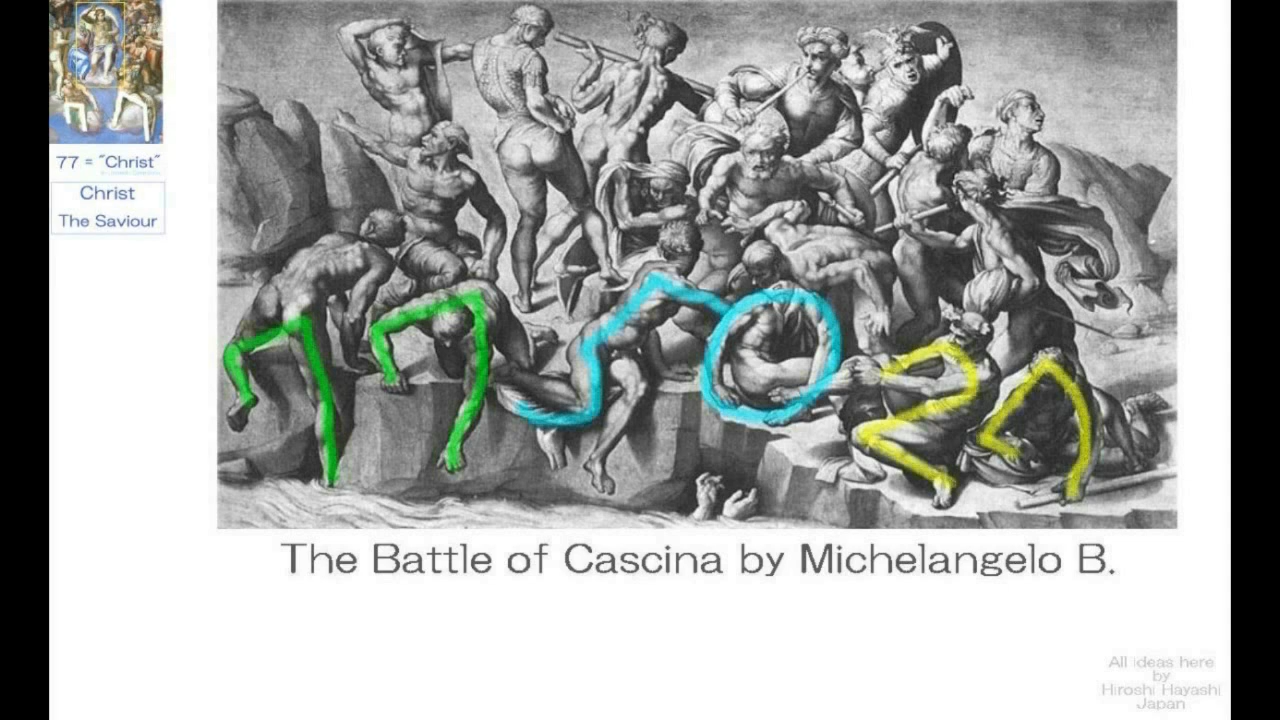 77 = "Christ"
Christ
The Saviour
The Battle of Cascina by Michelangelo B.
All ideas here
by
Hiroshi Hayashi
Japan